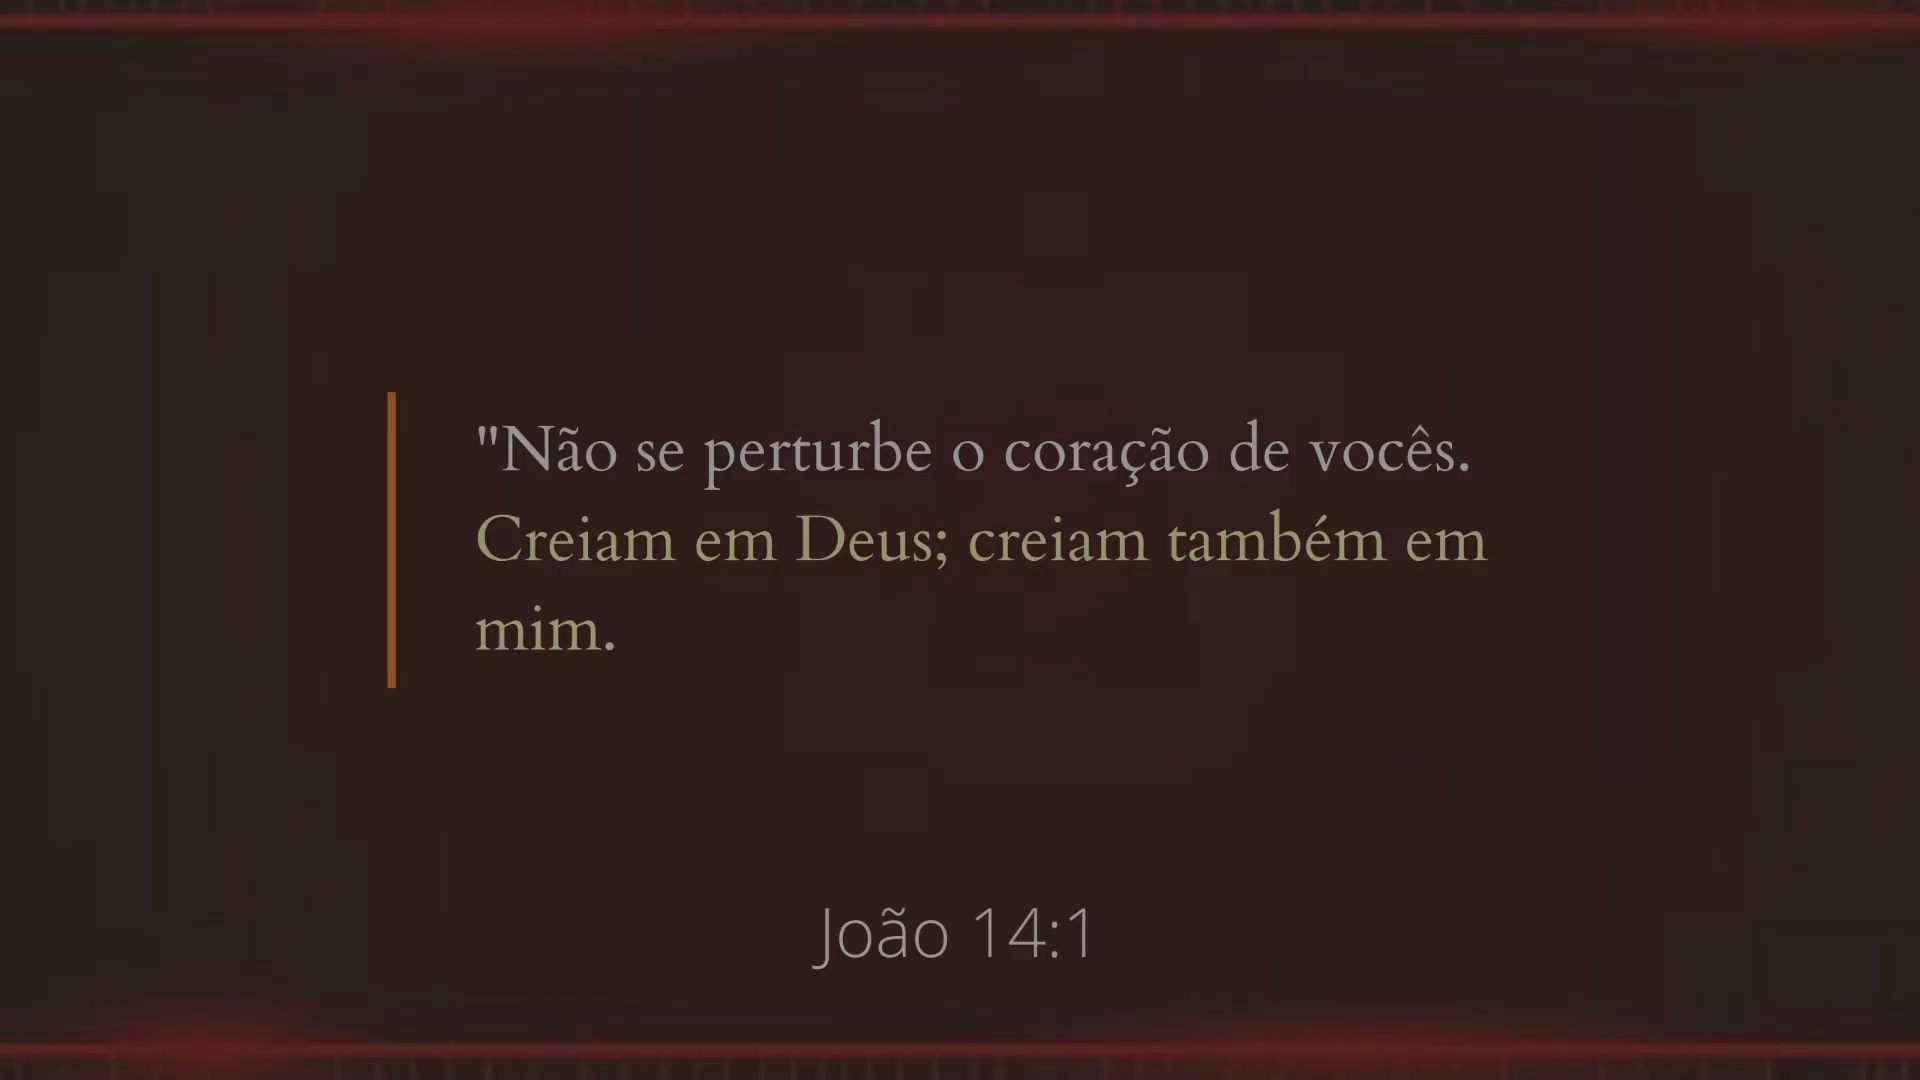 "Não se perturbe o coração de vocês.
Creiam em Deus; creiam também em
mim.
João 14:1